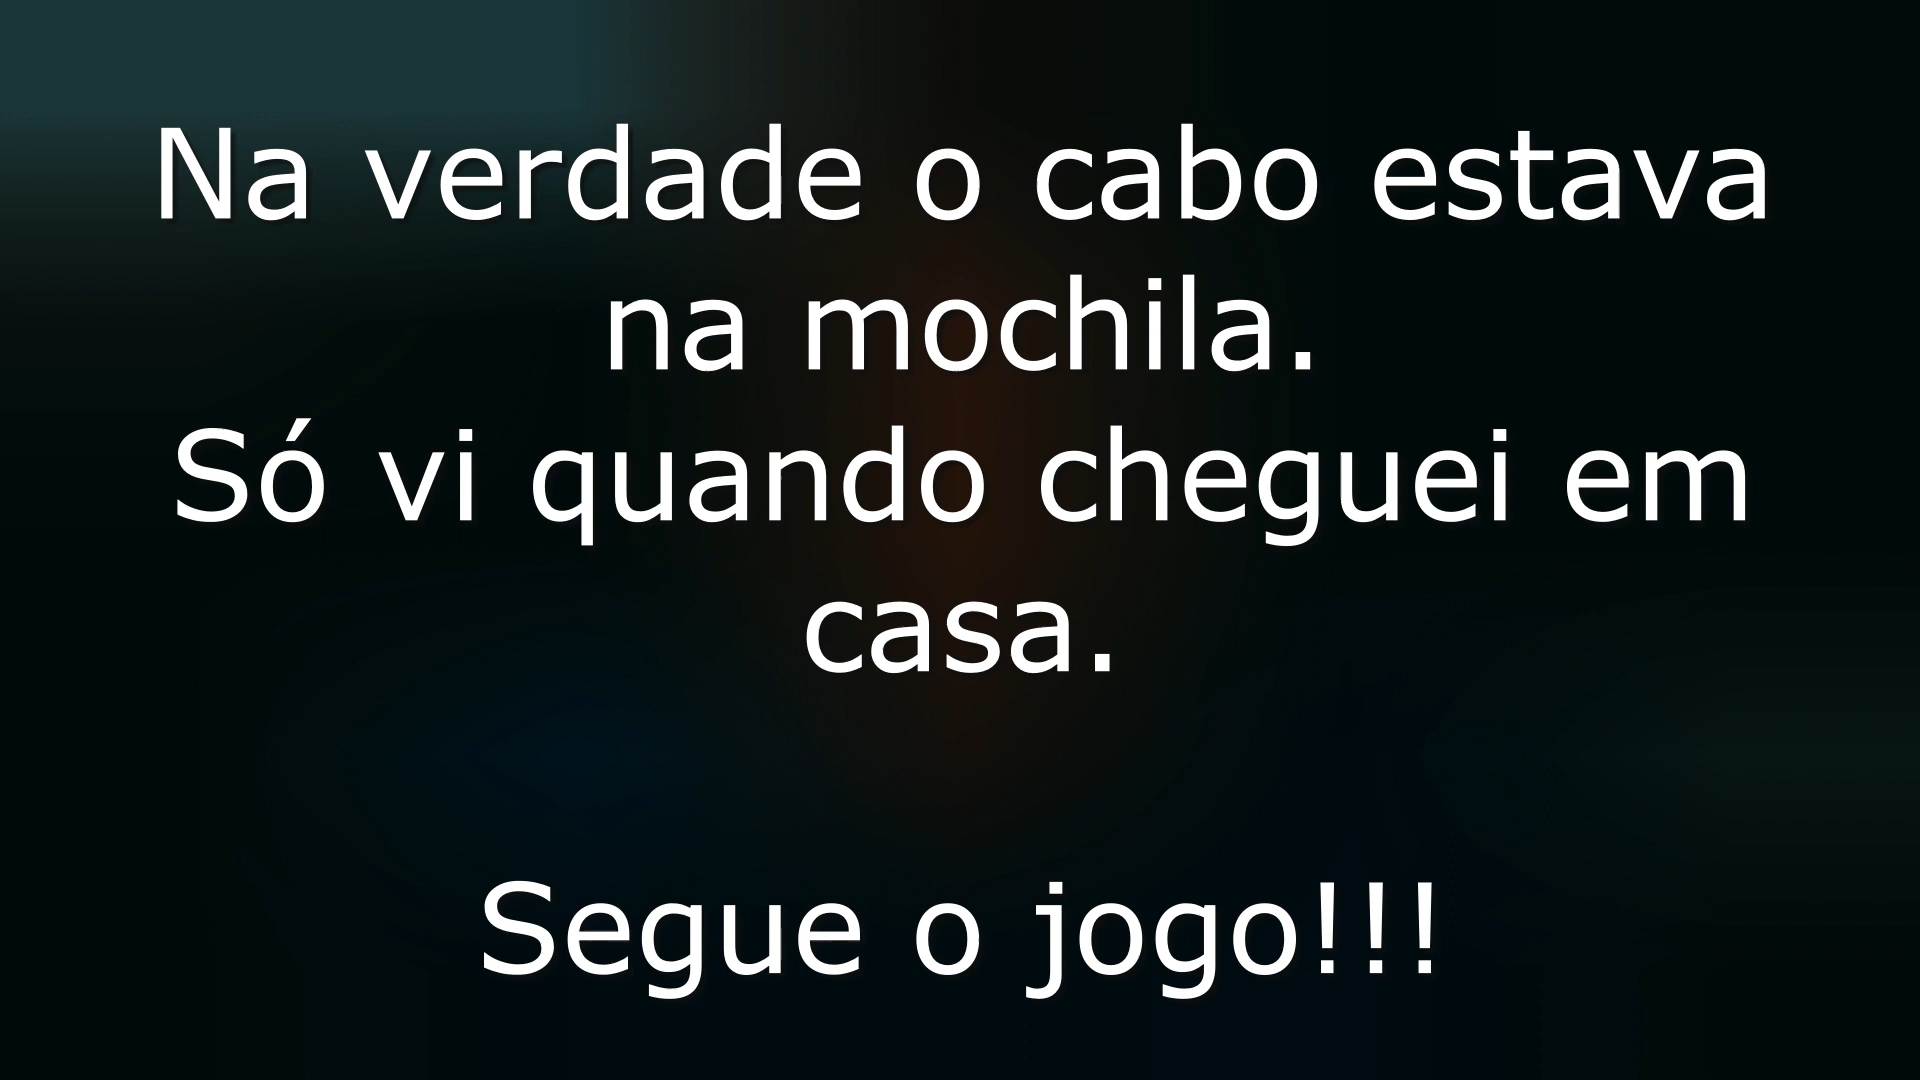 Na verdade o cabo estava
na mochila.
Só vi quando cheguei em
casa.
Segue o jogo!!!